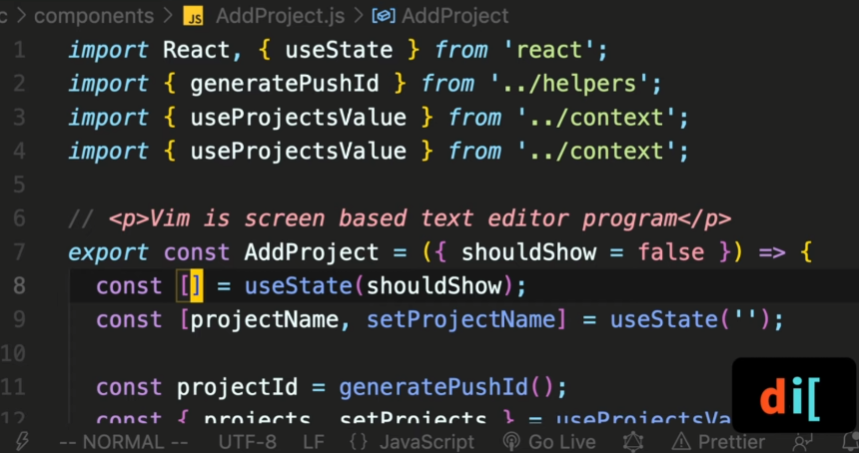 c > components > JS AddProject.js > AddProject
1 import React, { useState } from 'react';
2 import { generatePushId } from '../helpers';
3 import { useProjectsValue } from '../context';
4 import { useProjectsValue } from '../context';
5
6 // <p>Vim is screen based text editor program</p>
7 export const AddProject = ({ shouldShow = false }) => {
8 const [] = useState(shouldShow);
9 const [projectName, setProjectName] = useState('');
10
11 const projectId = generatePushId();
12 const { projects, setProjects } = useProjectsVa
di[
-- NORMAL -- UTF-8 LF {} JavaScript Go Live Prettier